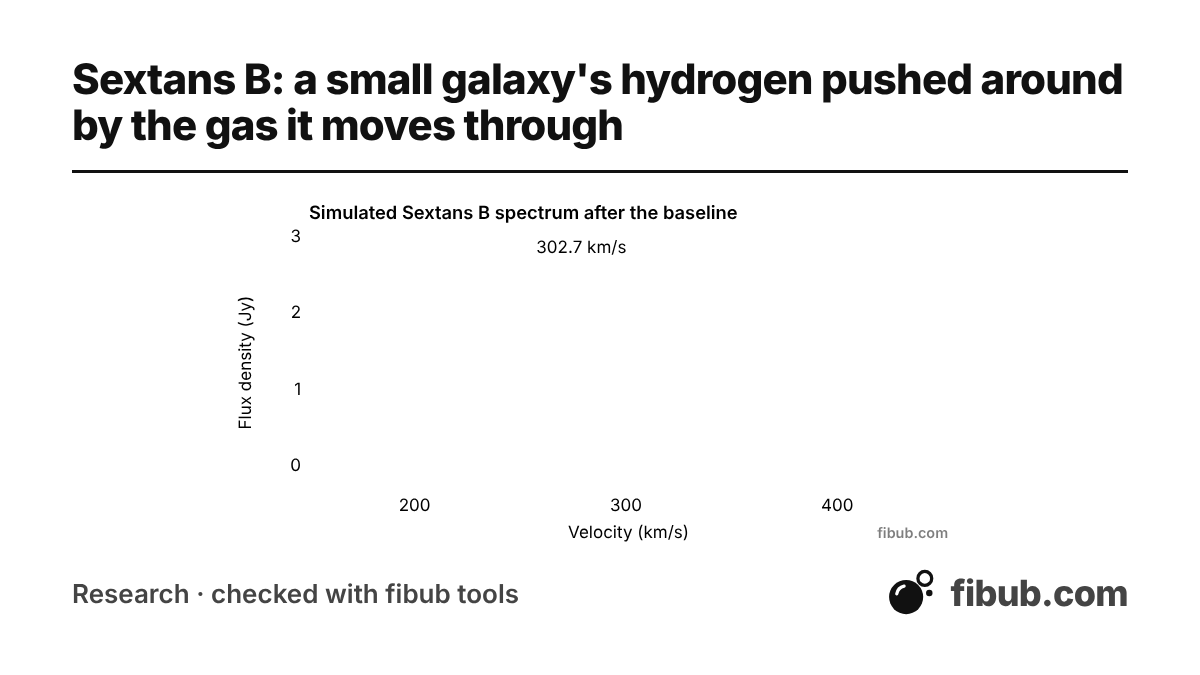 Sextans B: a small galaxy's hydrogen pushed around
by the gas it moves through
Simulated Sextans B spectrum after the baseline
302.7 km/s
3
2
1
0
Flux density (Jy)
200
300
400
Velocity (km/s)
fibub.com
Research · checked with fibub tools
fibub.com